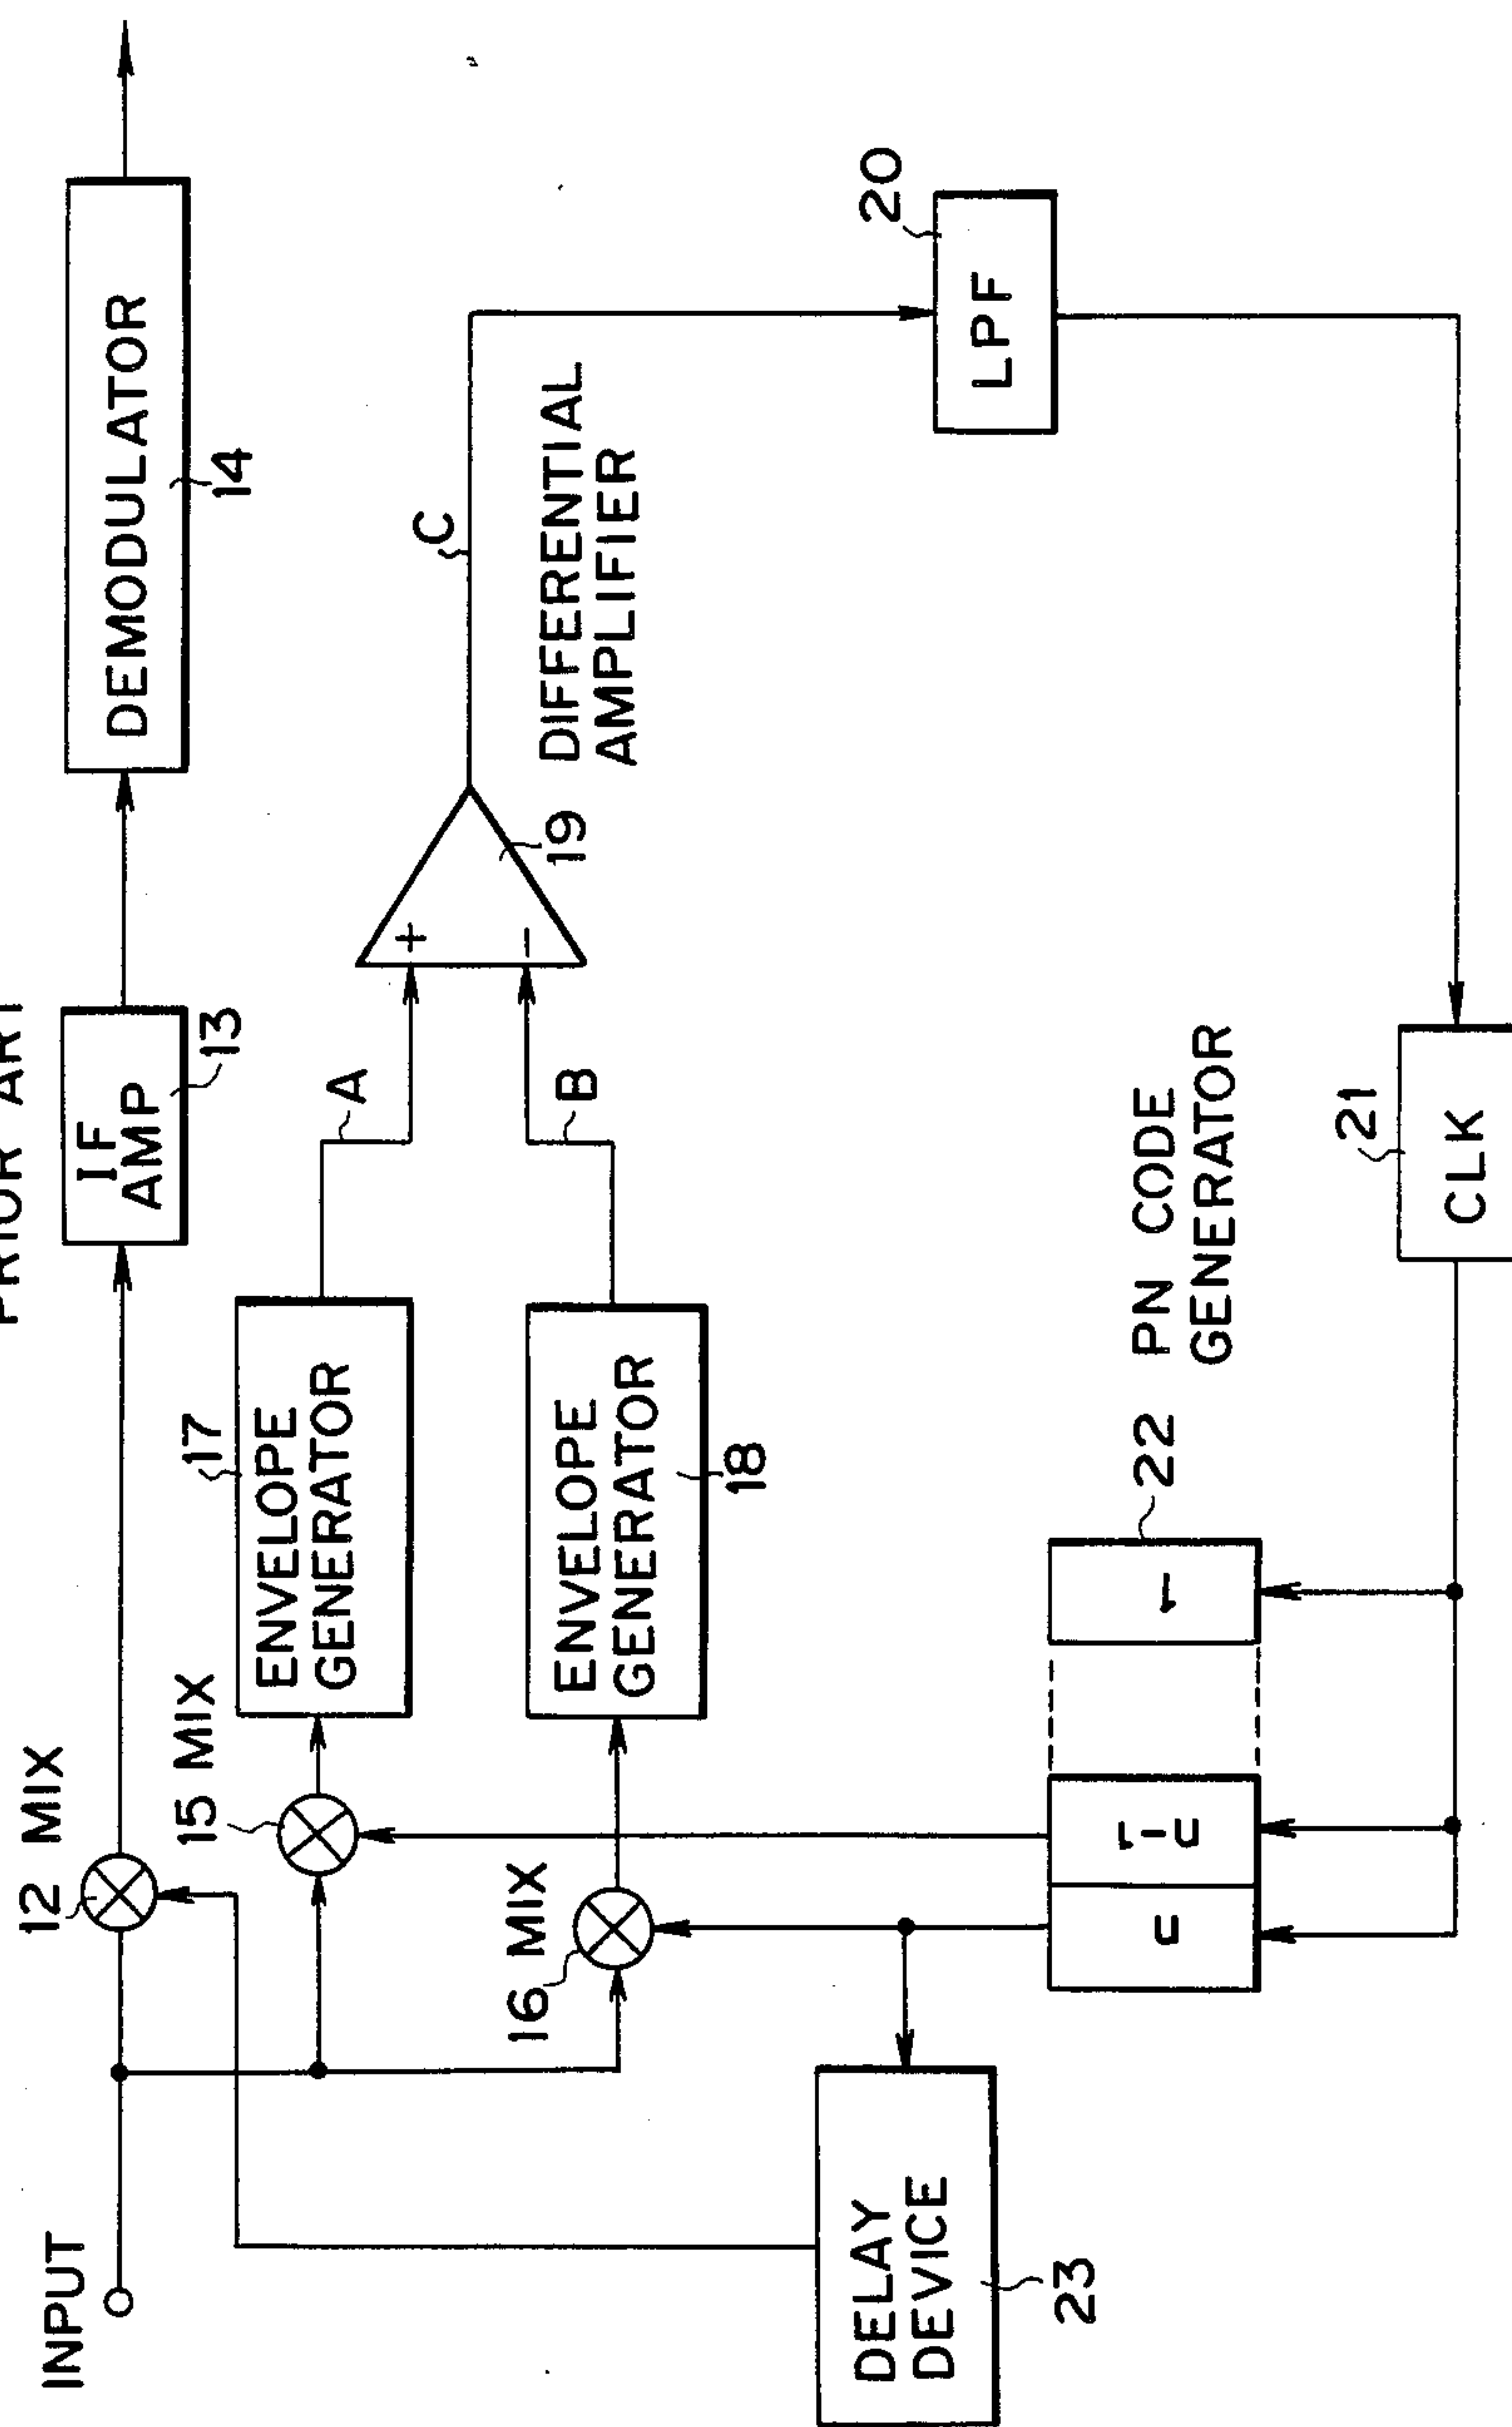 PRIOR ART
INPUT
12 MIX
IF
AMP
13
DEMODULATOR
14
15 MIX
17
ENVELOPE
GENERATOR
A
+
−
19
DIFFERENTIAL
AMPLIFIER
C
16 MIX
ENVELOPE
GENERATOR
18
B
20
LPF
DELAY
DEVICE
23
n
n-1
1
22 PN CODE
GENERATOR
21
CLK